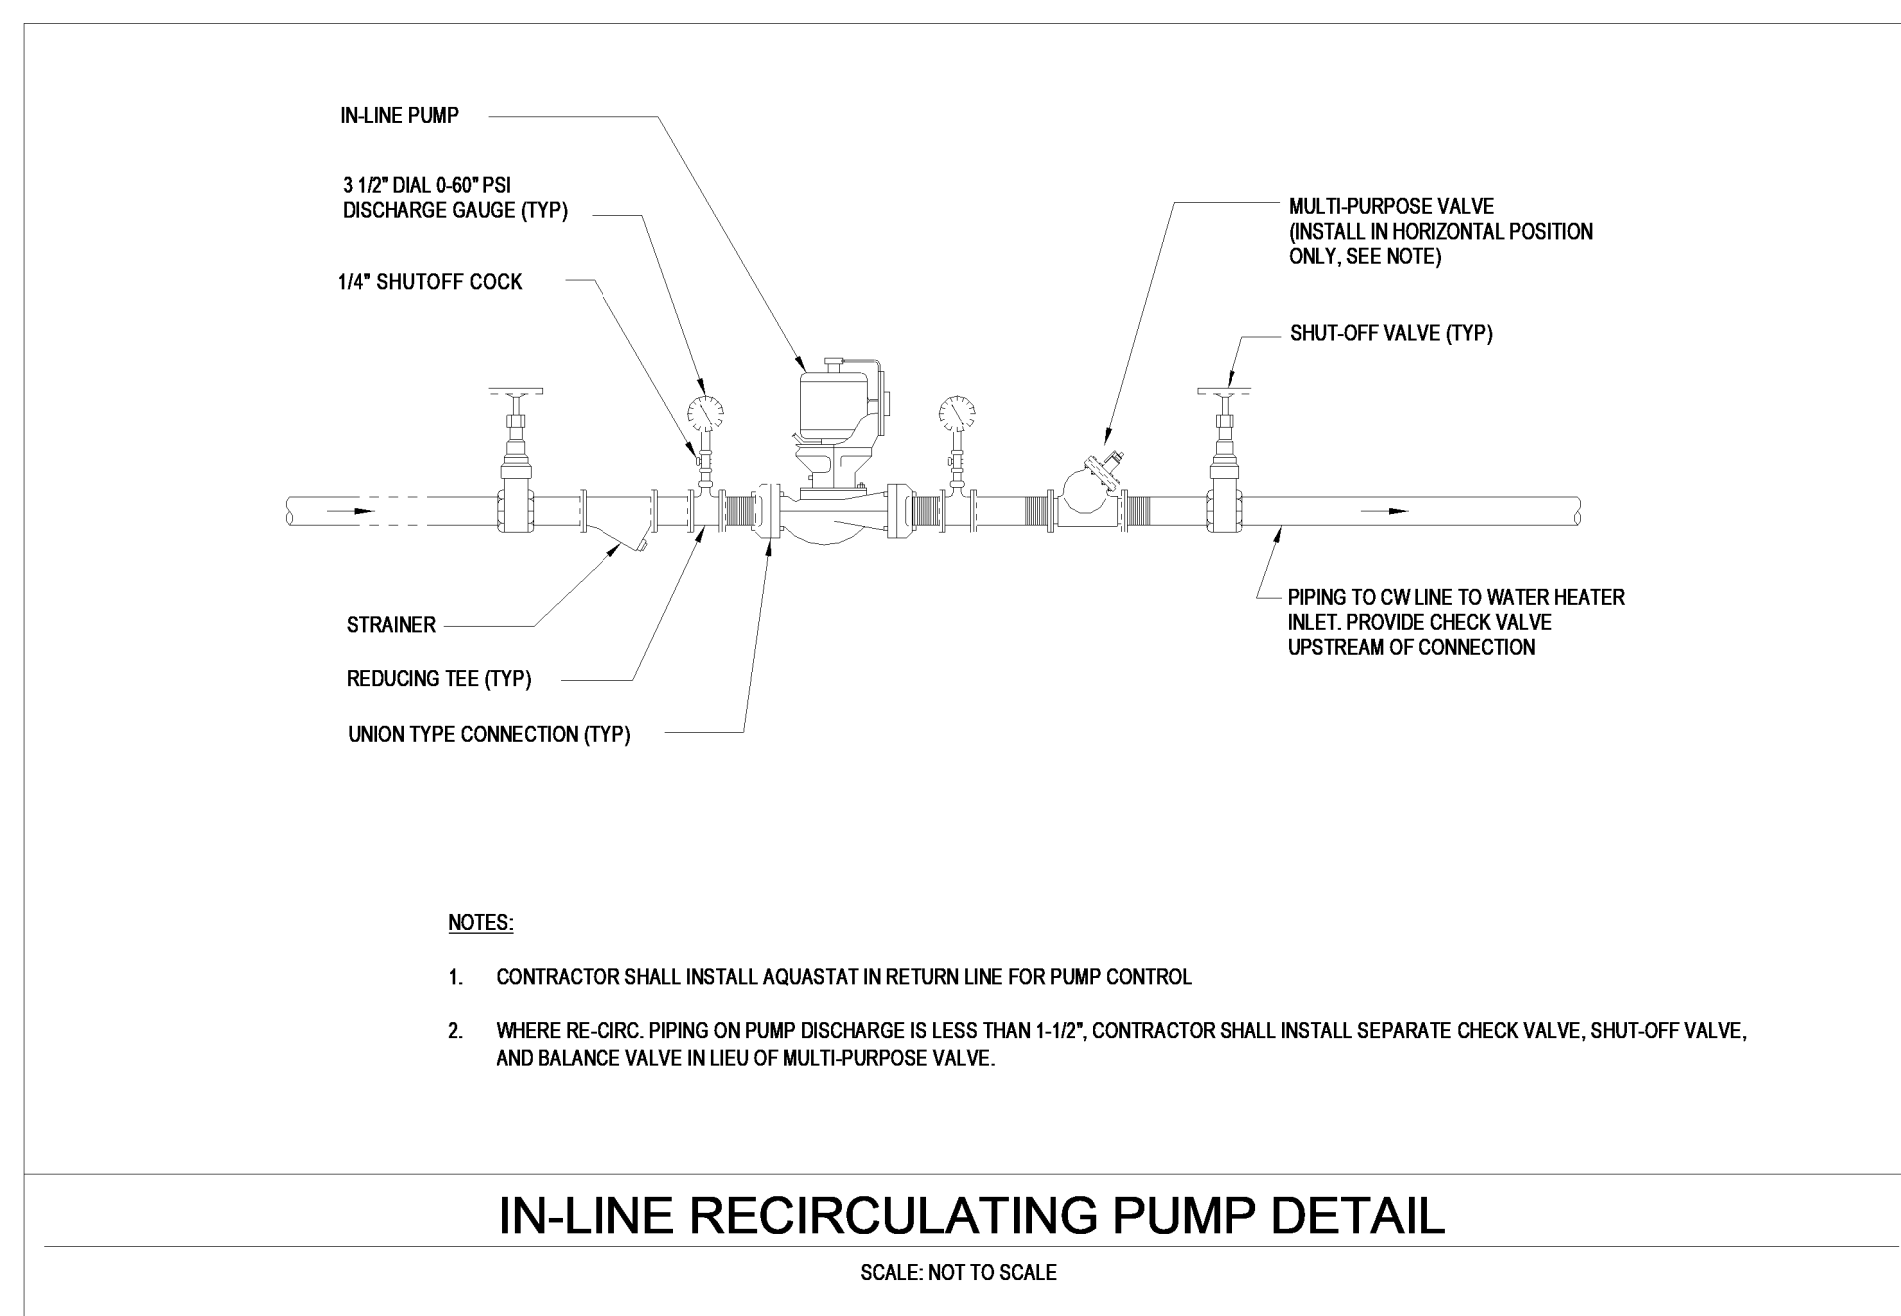 IN-LINE PUMP
3 1/2" DIAL 0-60" PSI
DISCHARGE GAUGE (TYP)
1/4" SHUTOFF COCK
MULTI-PURPOSE VALVE
(INSTALL IN HORIZONTAL POSITION
ONLY, SEE NOTE)
SHUT-OFF VALVE (TYP)
STRAINER
REDUCING TEE (TYP)
UNION TYPE CONNECTION (TYP)
PIPING TO CW LINE TO WATER HEATER
INLET. PROVIDE CHECK VALVE
UPSTREAM OF CONNECTION
NOTES:
1. CONTRACTOR SHALL INSTALL AQUASTAT IN RETURN LINE FOR PUMP CONTROL
2. WHERE RE-CIRC. PIPING ON PUMP DISCHARGE IS LESS THAN 1-1/2", CONTRACTOR SHALL INSTALL SEPARATE CHECK VALVE, SHUT-OFF VALVE,
AND BALANCE VALVE IN LIEU OF MULTI-PURPOSE VALVE.
IN-LINE RECIRCULATING PUMP DETAIL
SCALE: NOT TO SCALE